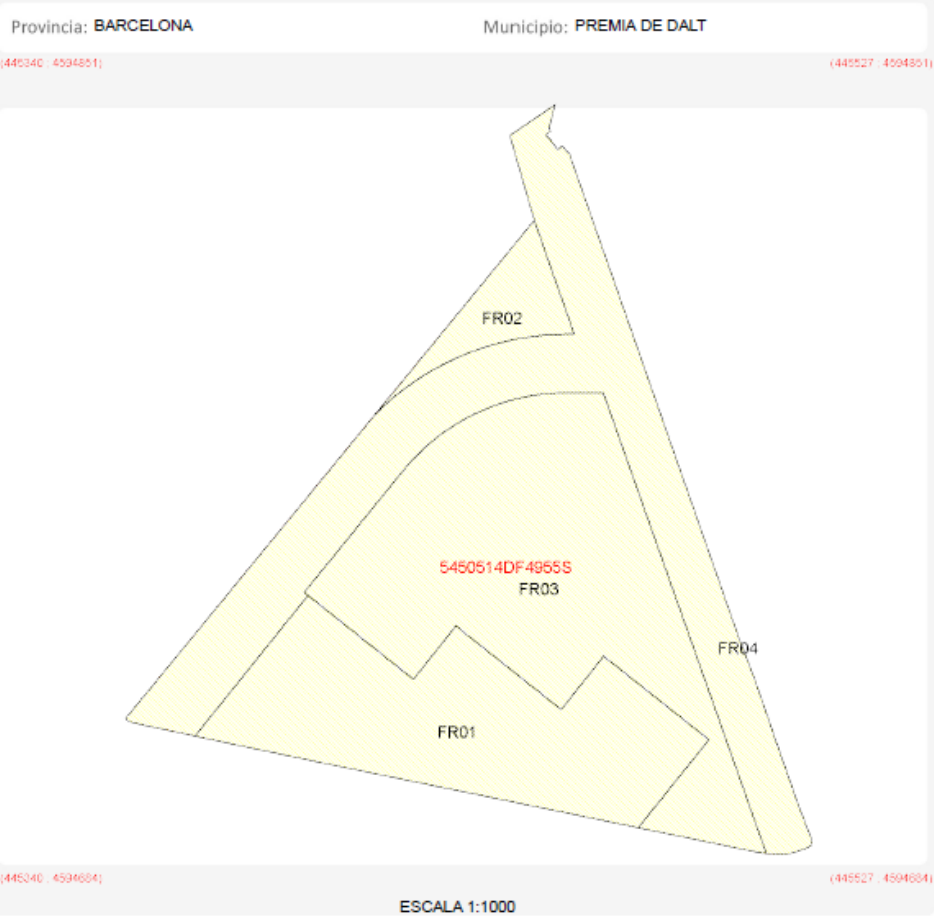 Provincia: BARCELONA Municipio: PREMIA DE DALT
(445340 : 4594851) (445527 : 4594851)
FR02
5450514DF4955S
FR03
FR04
FR01
(445340 : 4594684) (445527 : 4594684)
ESCALA 1:1000